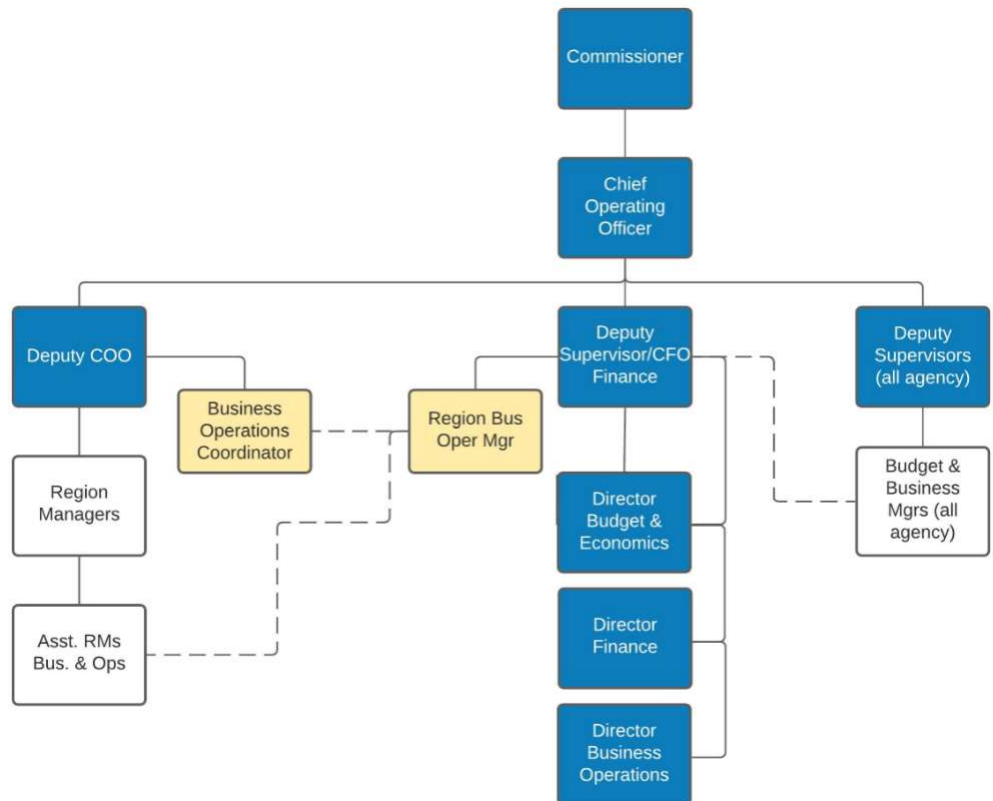 Commissioner
Chief
Operating
Officer
Deputy COO
Deputy
Supervisor/CFO
Finance
Deputy
Supervisors
(all agency)
Business
Operations
Coordinator
Region Bus
Oper Mgr
Region
Managers
Director
Budget &
Economics
Budget &
Business
Mgrs (all
agency)
Asst. RMs
Bus. & Ops
Director
Finance
Director
Business
Operations